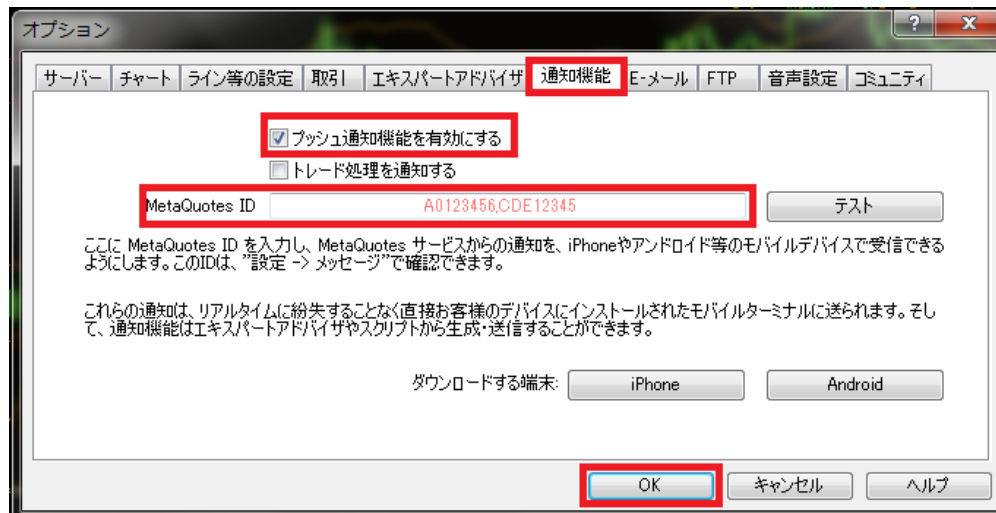 オプション
サーバー チャート ライン等の設定 取引 エキスパートアドバイザ 通知機能 E-メール FTP 音声設定 コミュニティ
プッシュ通知機能を有効にする
トレード処理を通知する
MetaQuotes ID A0123456,CDE12345 テスト
ここに MetaQuotes ID を入力し、MetaQuotes サービスからの通知を、iPhoneやアンドロイド等のモバイルデバイスで受信できる
ようにします。このIDは、"設定 -> メッセージ"で確認できます。
これらの通知は、リアルタイムに紛失することなく直接お客様のデバイスにインストールされたモバイルターミナルに送られます。そし
て、通知機能はエキスパートアドバイザやスクリプトから生成・送信することができます。
ダウンロードする端末: iPhone Android
OK キャンセル ヘルプ